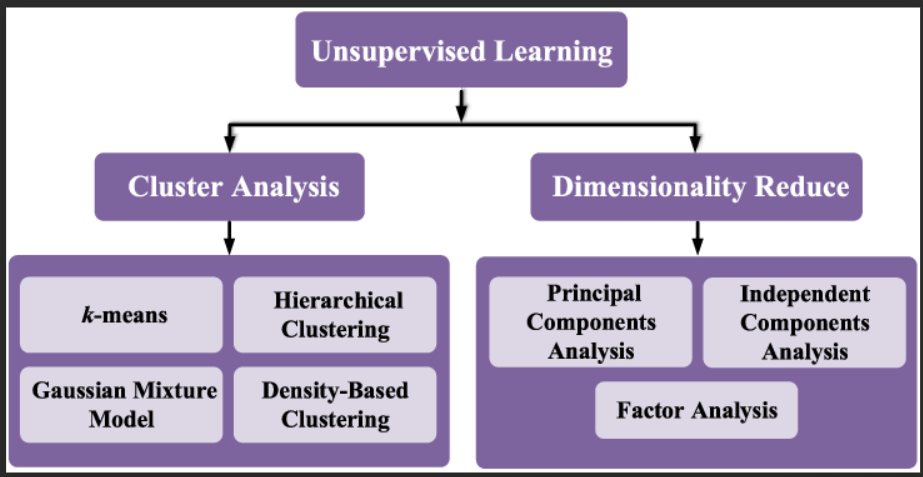 Unsupervised Learning
Cluster Analysis
Dimensionality Reduce
k-means
Hierarchical
Clustering
Gaussian Mixture
Model
Density-Based
Clustering
Principal
Components
Analysis
Independent
Components
Analysis
Factor Analysis